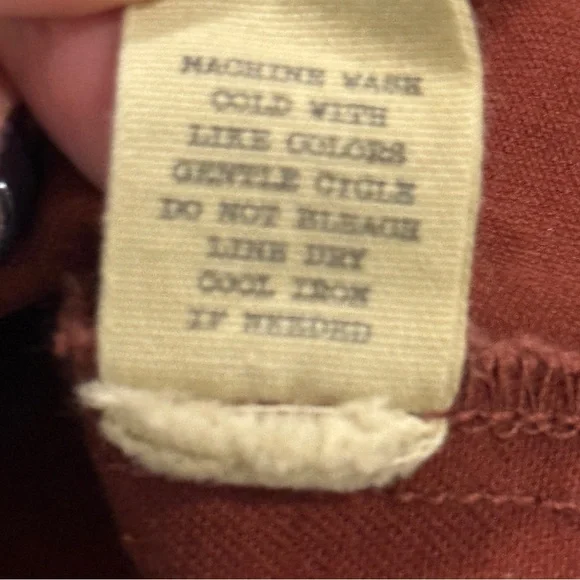 MACHINE WASH
COLD WITH
LIKE COLORS
GENTLE CYCLE
DO NOT BLEACH
LINE DRY
COOL IRON
IF NEEDED